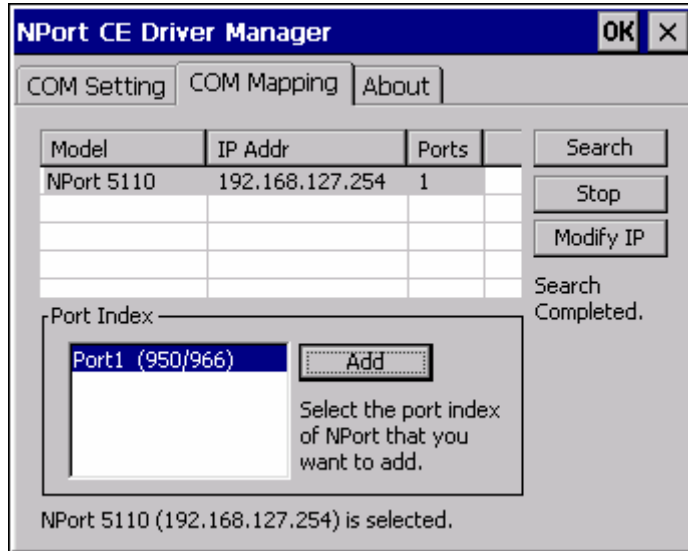 NPort CE Driver Manager OK ×
COM Setting COM Mapping About
Model IP Addr Ports
NPort 5110 192.168.127.254 1
Search
Stop
Modify IP
Search
Completed.
Port Index
Port1 (950/966)
Add
Select the port index
of NPort that you
want to add.
NPort 5110 (192.168.127.254) is selected.